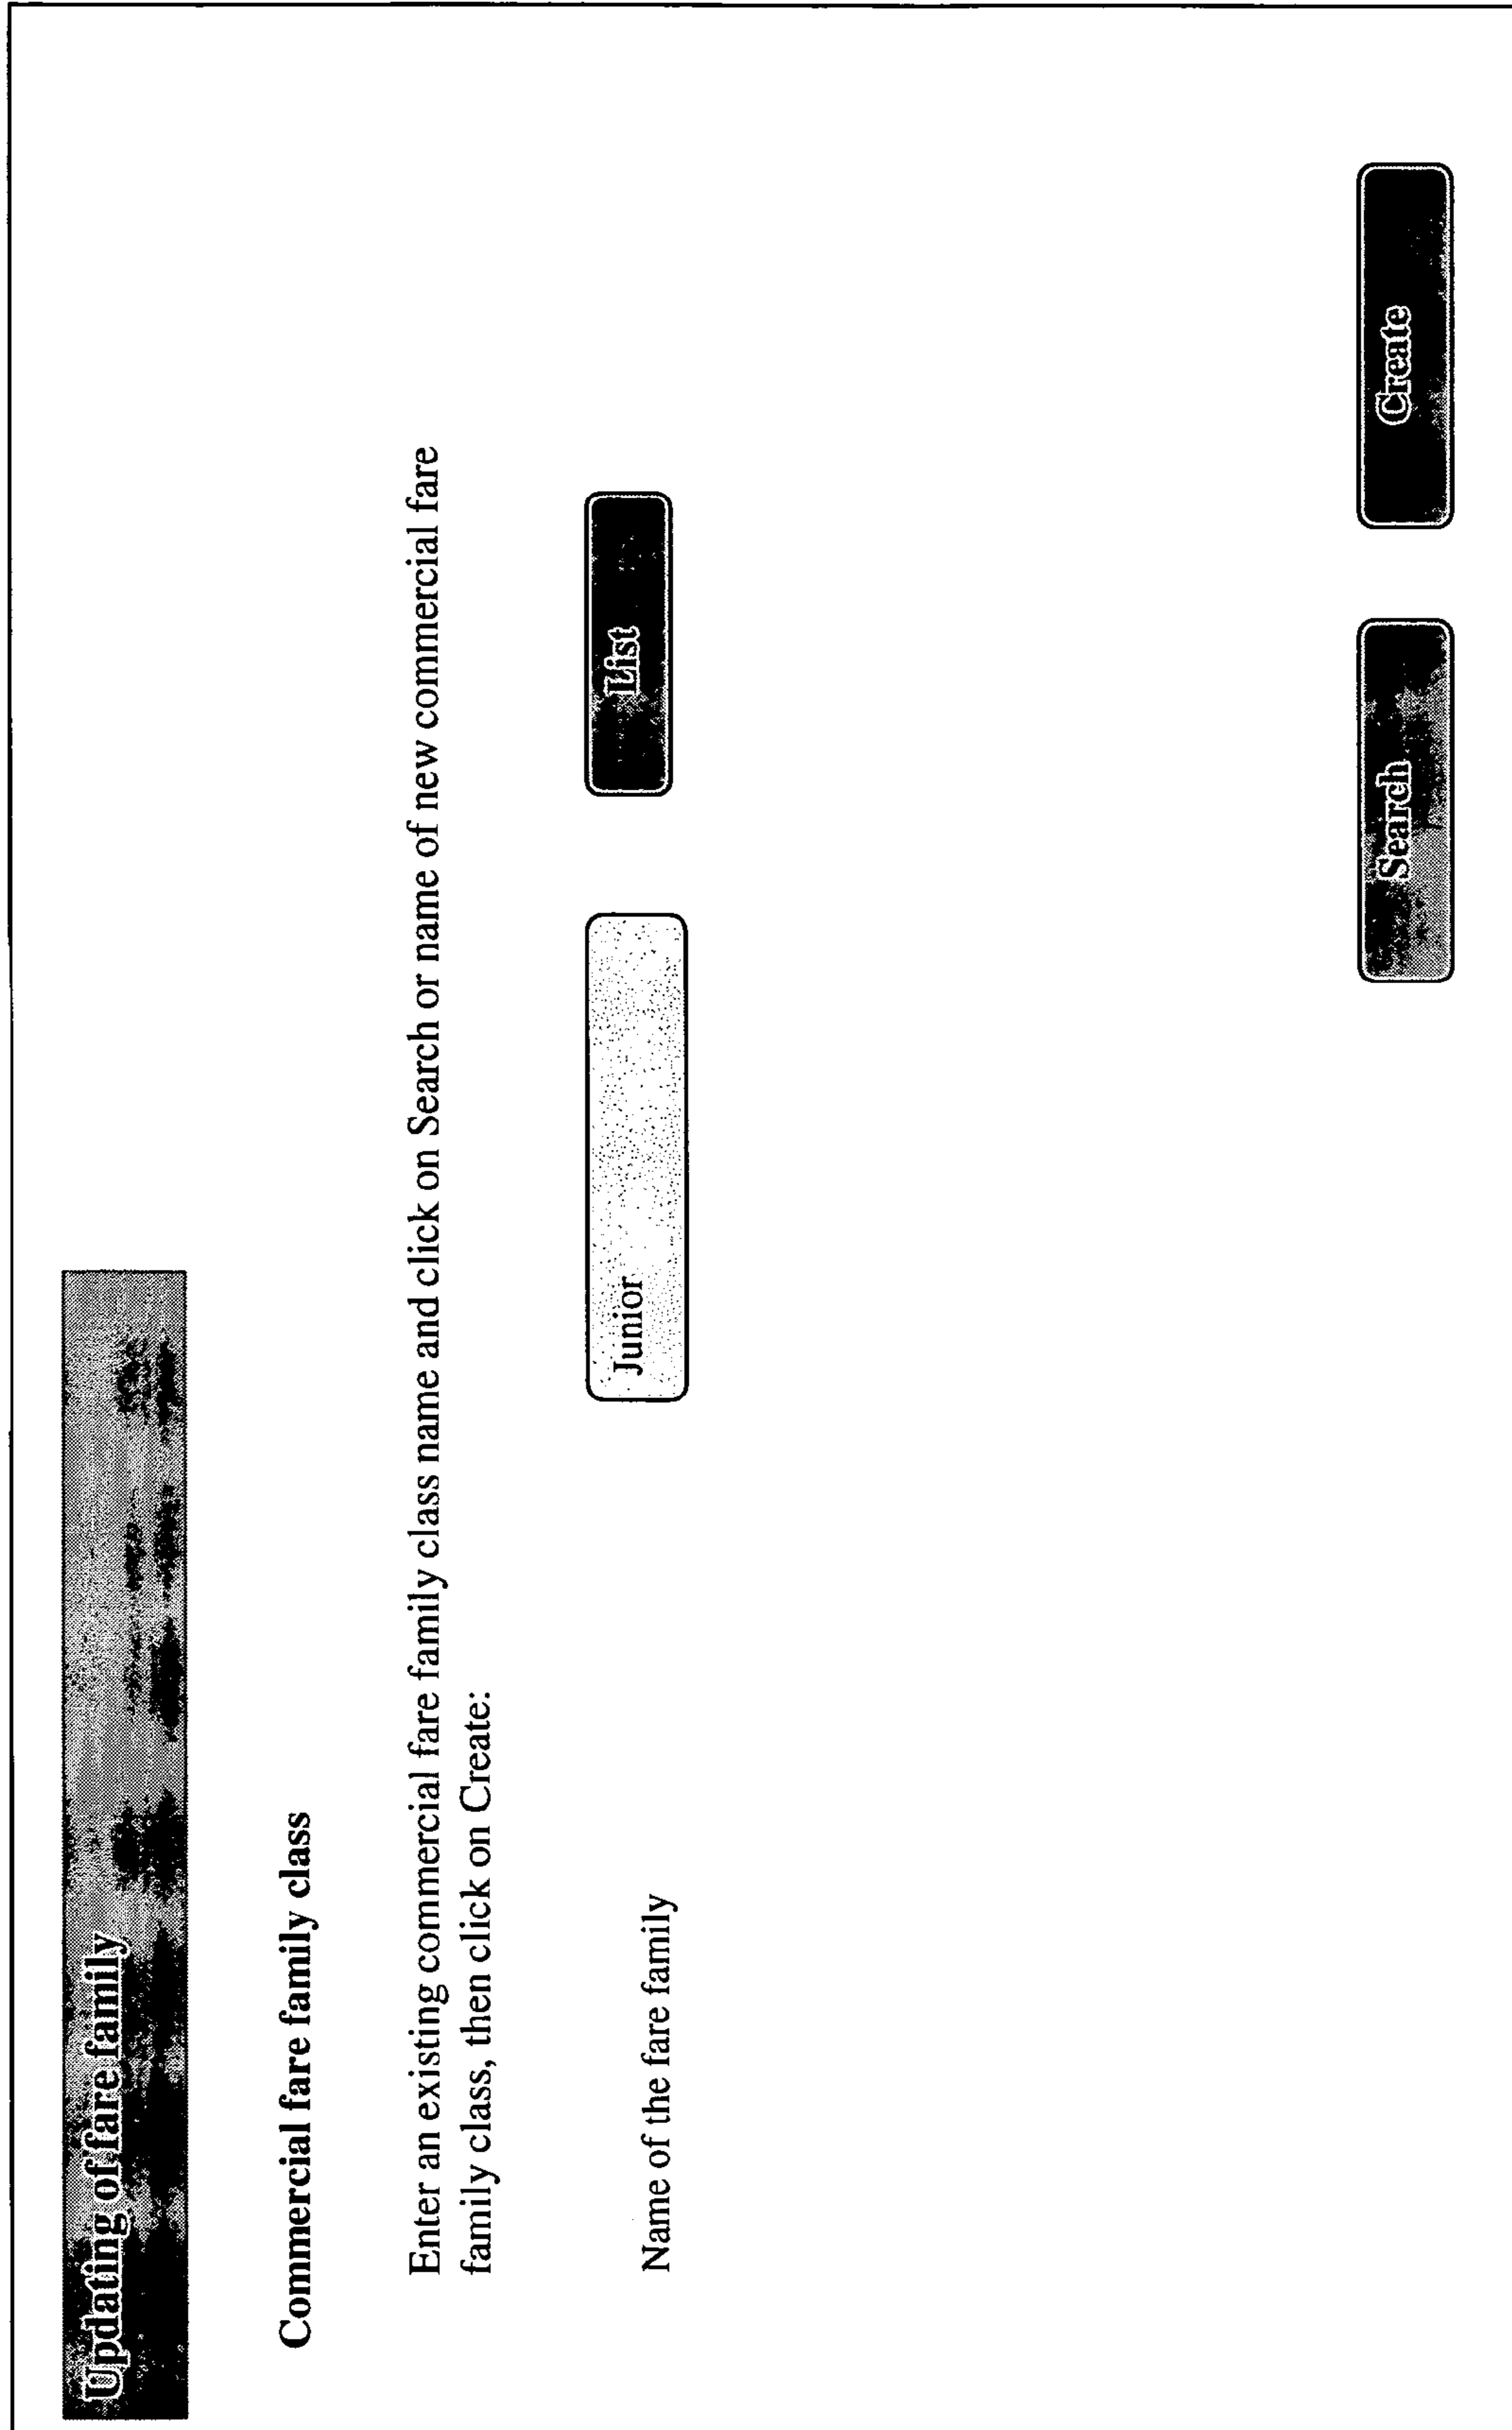 Updating of fare family
Commercial fare family class
Enter an existing commercial fare family class name and click on Search or name of new commercial fare
family class, then click on Create:
Name of the fare family
Junior
List
Search
Create